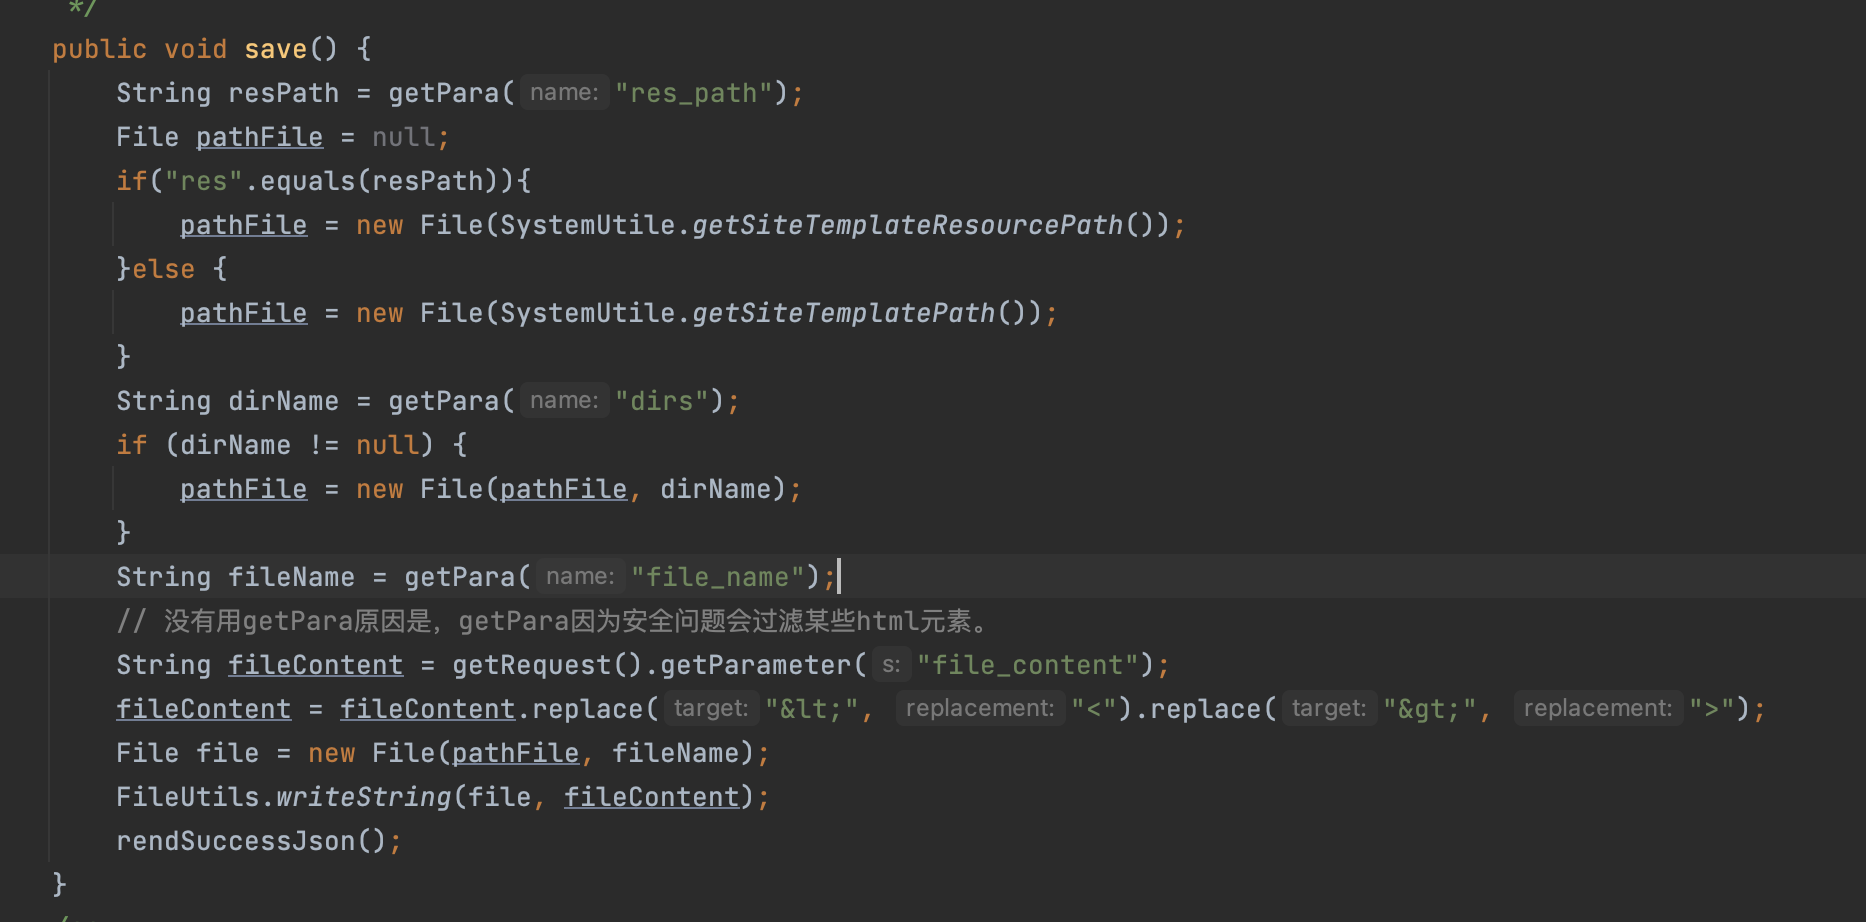 */
public void save() {
String resPath = getPara( name: "res_path");
File pathFile = null;
if("res".equals(resPath)){
pathFile = new File(SystemUtile.getSiteTemplateResourcePath());
}else {
pathFile = new File(SystemUtile.getSiteTemplatePath());
}
String dirName = getPara( name: "dirs");
if (dirName != null) {
pathFile = new File(pathFile, dirName);
}
String fileName = getPara( name: "file_name");
// 没有用getPara原因是，getPara因为安全问题会过滤某些html元素。
String fileContent = getRequest().getParameter( s: "file_content");
fileContent = fileContent.replace( target: "&lt;", replacement: "<").replace( target: "&gt;", replacement: ">");
File file = new File(pathFile, fileName);
FileUtils.writeString(file, fileContent);
rendSuccessJson();
}